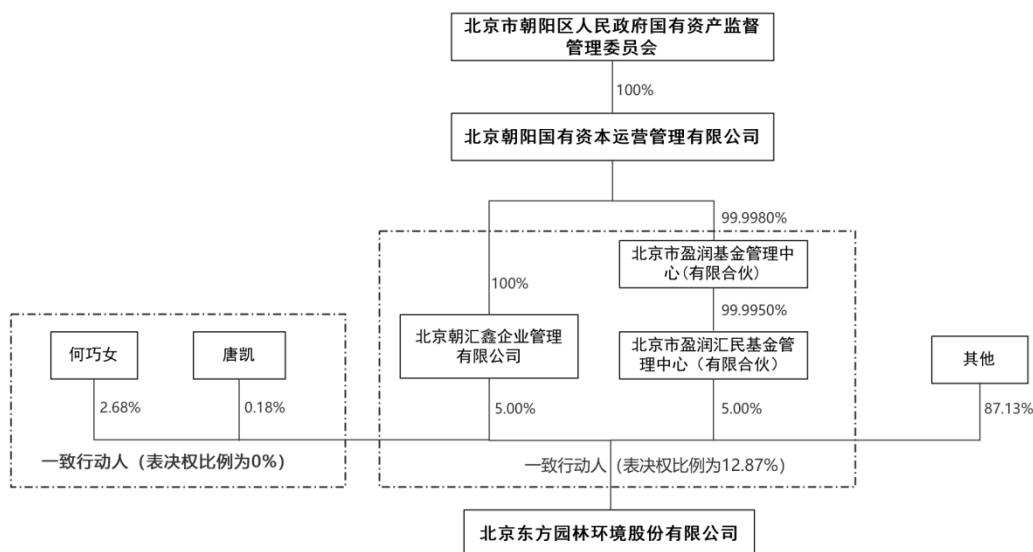 北京市朝阳区人民政府国有资产监督
管理委员会
100%
北京朝阳国有资本运营管理有限公司
99.9980%
北京市盈润基金管理中
心(有限合伙)
100%
99.9950%
何巧女
唐凯
北京朝汇鑫企业管理
有限公司
北京市盈润汇民基金管
理中心（有限合伙）
其他
2.68%
0.18%
5.00%
5.00%
87.13%
一致行动人（表决权比例为0%）
一致行动人（表决权比例为12.87%）
北京东方园林环境股份有限公司